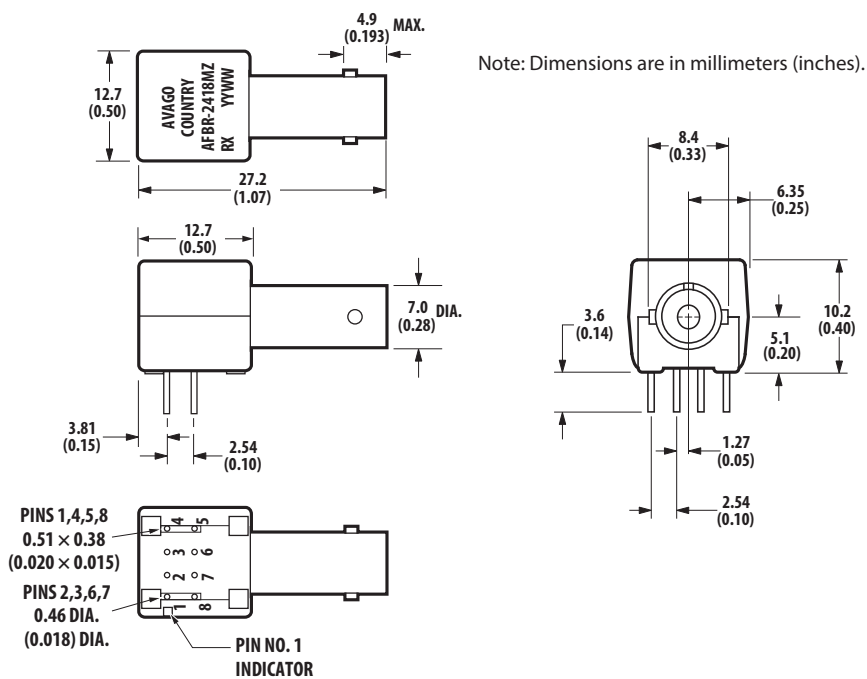 4.9
(0.193)
MAX.
Note: Dimensions are in millimeters (inches).
12.7
(0.50)
AVAGO
COUNTRY
AFBR-2418MZ
RX YYWW
27.2
(1.07)
8.4
(0.33)
6.35
(0.25)
12.7
(0.50)
7.0
(0.28)
DIA.
3.6
(0.14)
5.1
(0.20)
10.2
(0.40)
3.81
(0.15)
2.54
(0.10)
1.27
(0.05)
2.54
(0.10)
PINS 1,4,5,8
0.51 × 0.38
(0.020 × 0.015)
PINS 2,3,6,7
0.46 DIA.
(0.018) DIA.
4 5
3 6
2 7
1 8
PIN NO. 1
INDICATOR